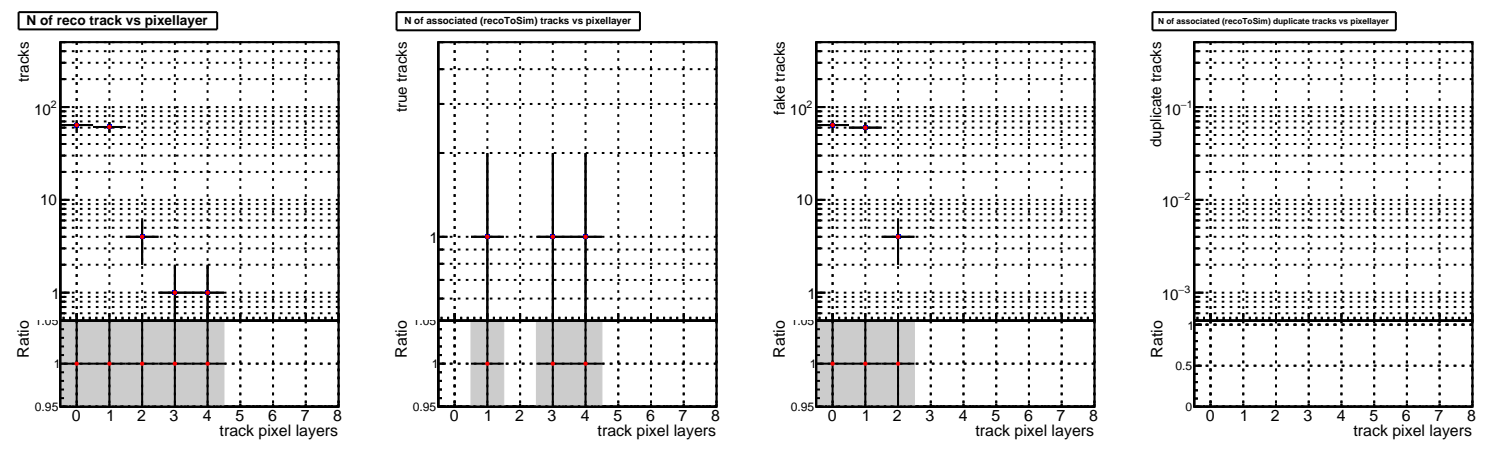 N of reco track vs pixellayer
tracks
10²
10
1
Ratio
1.05
1
0.95
0 1 2 3 4 5 6 7 8
track pixel layers
N of associated (recoToSim) tracks vs pixellayer
true tracks
1
Ratio
1.05
1
0.95
0 1 2 3 4 5 6 7 8
track pixel layers
fake tracks
10²
10
1
Ratio
1.05
1
0.95
0 1 2 3 4 5 6 7 8
track pixel layers
N of associated (recoToSim) duplicate tracks vs pixellayer
duplicate tracks
10⁻¹
10⁻²
10⁻³
Ratio
1
0.5
0
0 1 2 3 4 5 6 7 8
track pixel layers